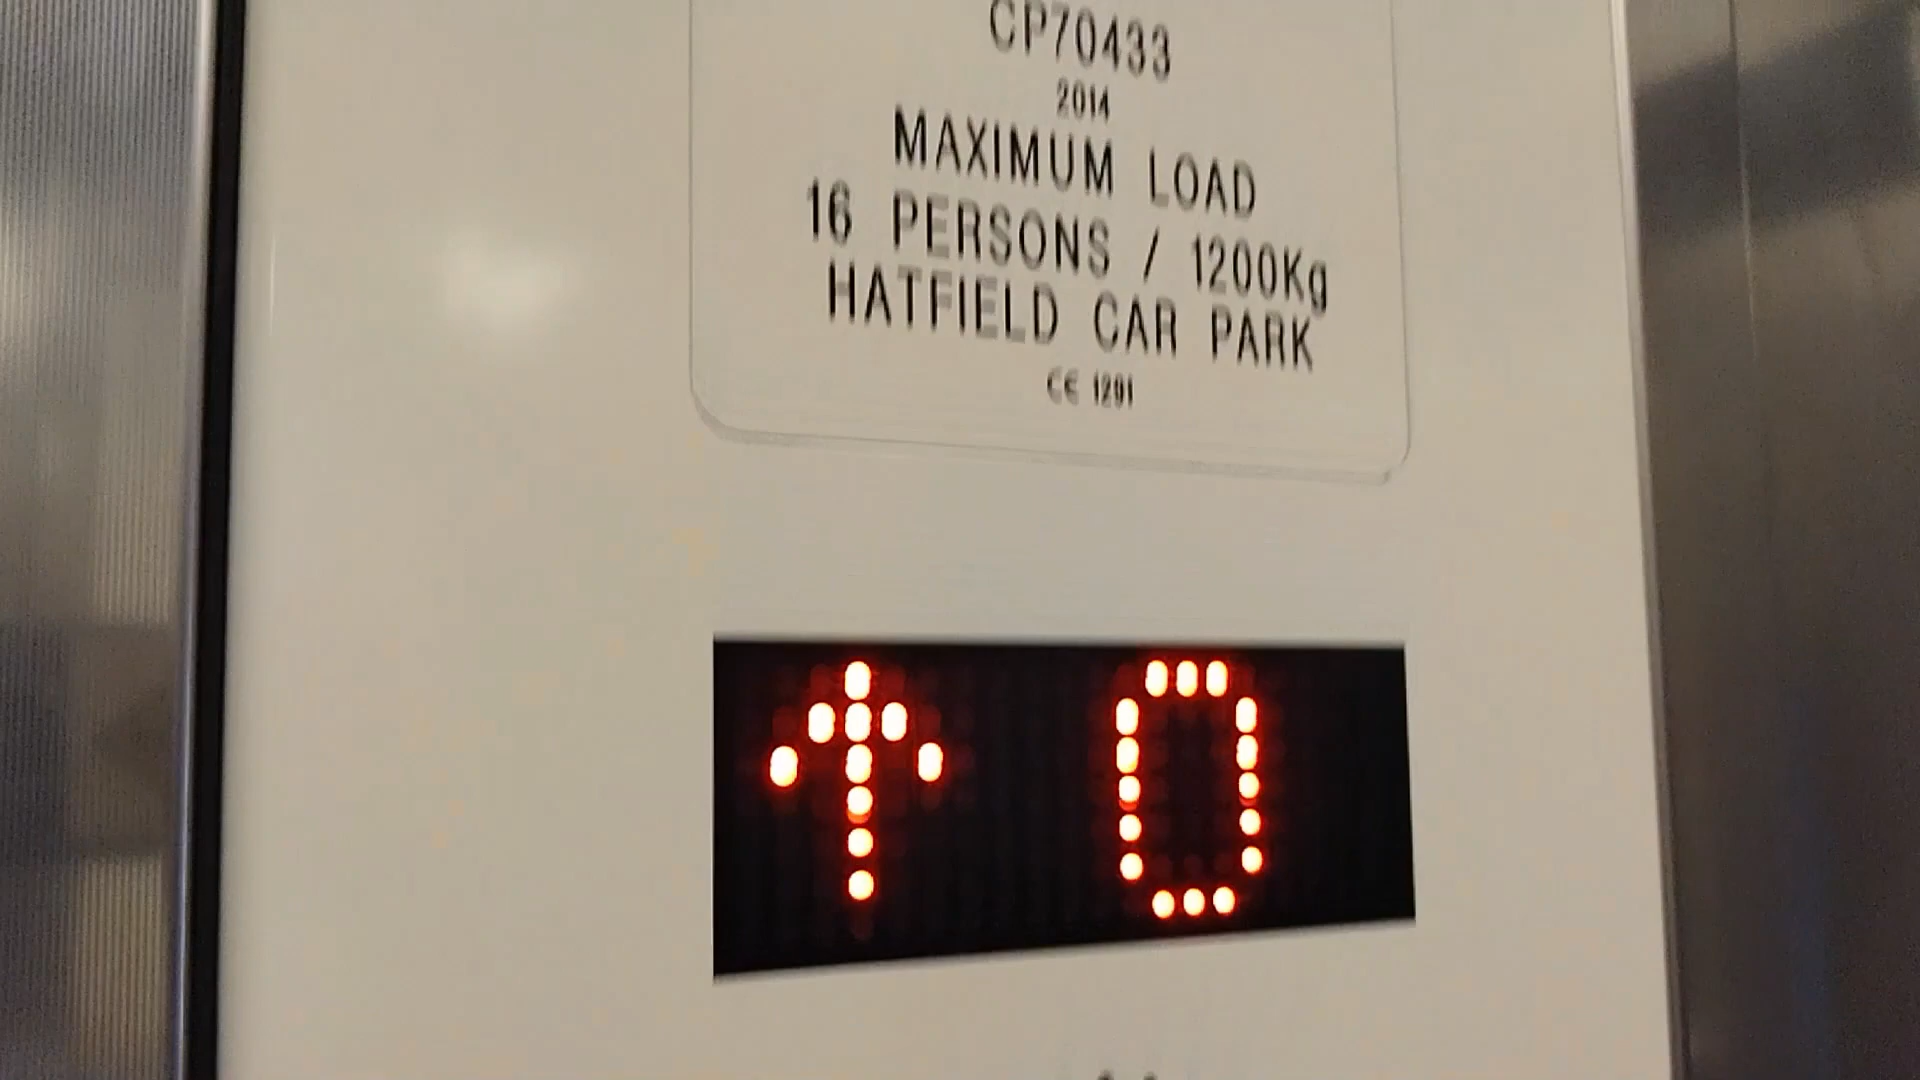 CP70433
2014
MAXIMUM LOAD
16 PERSONS / 1200Kg
HATFIELD CAR PARK
CE 1291
↑ 0